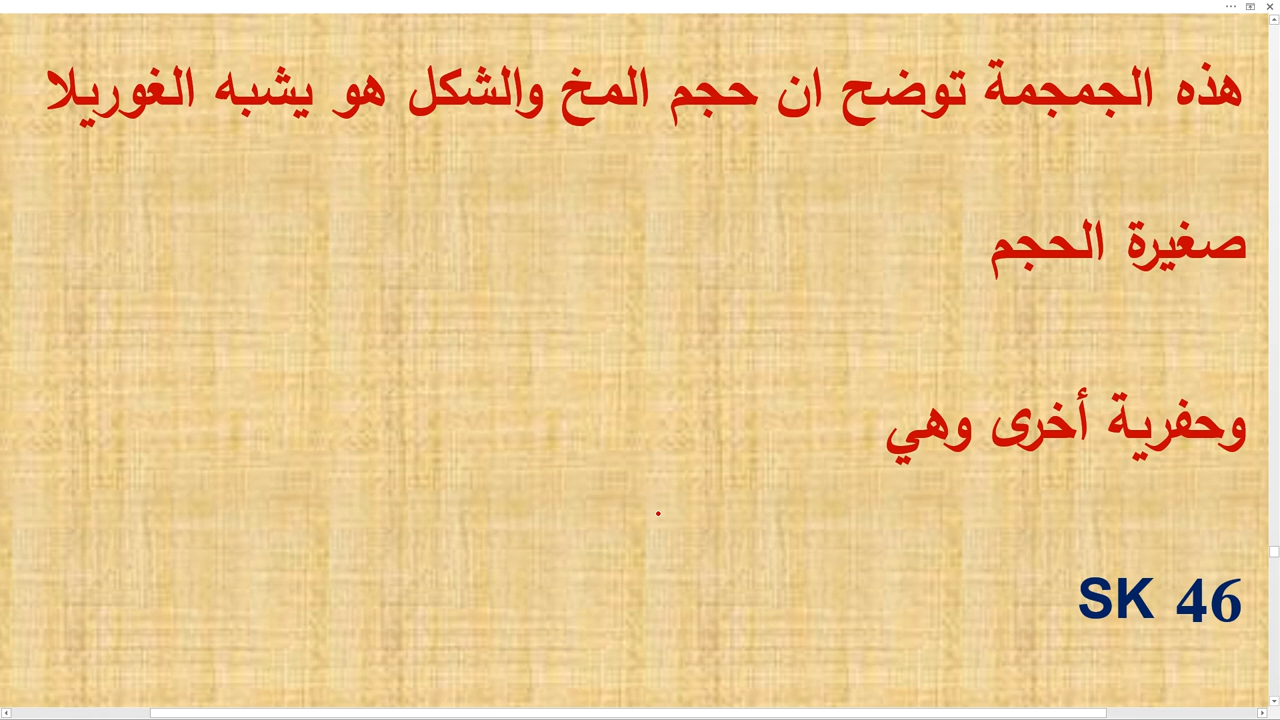 هذه الجمجمة توضح ان حجم المخ والشكل هو يشبه الغوريلا
صغيرة الحجم
وحفرية أخرى وهي
SK 46